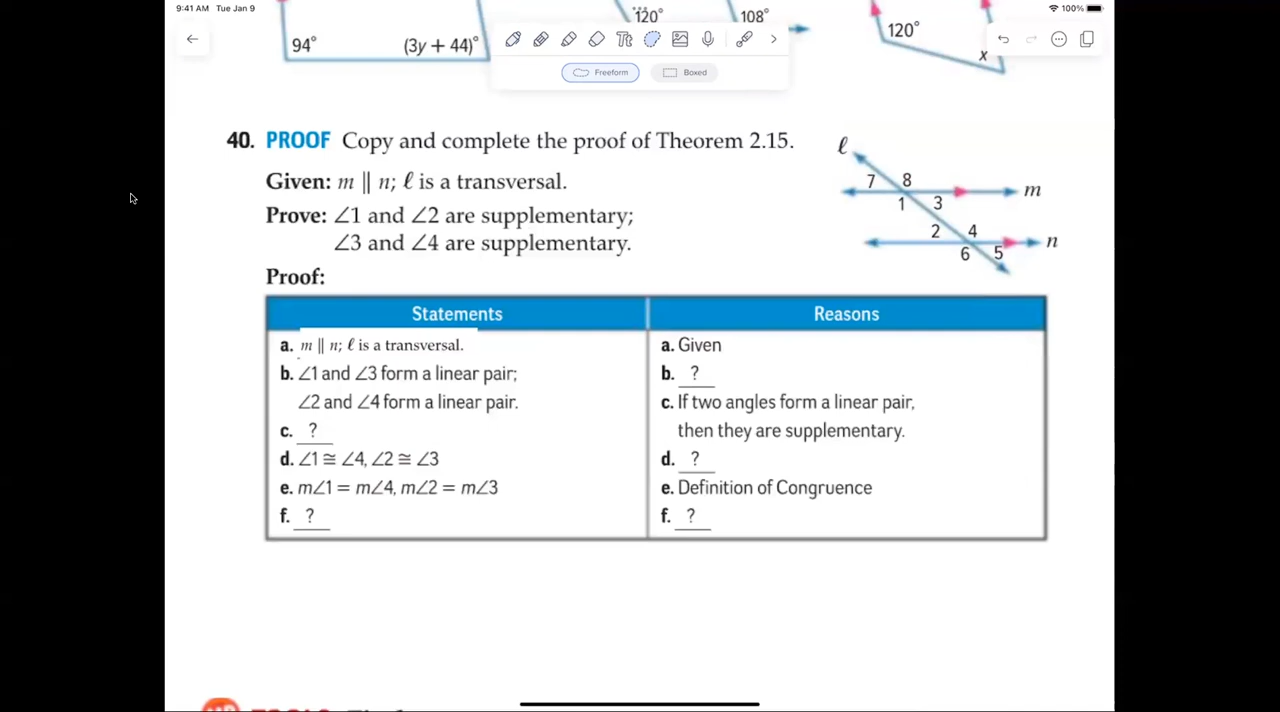 9:41 AM Tue Jan 9
100%
120°
108°
120°
94°
(3y + 44)°
x
Freeform
Boxed
40. PROOF Copy and complete the proof of Theorem 2.15.
Given: m ∥ n; ℓ is a transversal.
Prove: ∠1 and ∠2 are supplementary;
∠3 and ∠4 are supplementary.
Proof:
ℓ
7 8
m
1 3
2 4
n
6 5
Statements
Reasons
a. m ∥ n; ℓ is a transversal.
a. Given
b. ∠1 and ∠3 form a linear pair;
∠2 and ∠4 form a linear pair.
b. ?
c. ?
c. If two angles form a linear pair,
then they are supplementary.
d. ∠1 ≅ ∠4, ∠2 ≅ ∠3
d. ?
e. m∠1 = m∠4, m∠2 = m∠3
e. Definition of Congruence
f. ?
f. ?